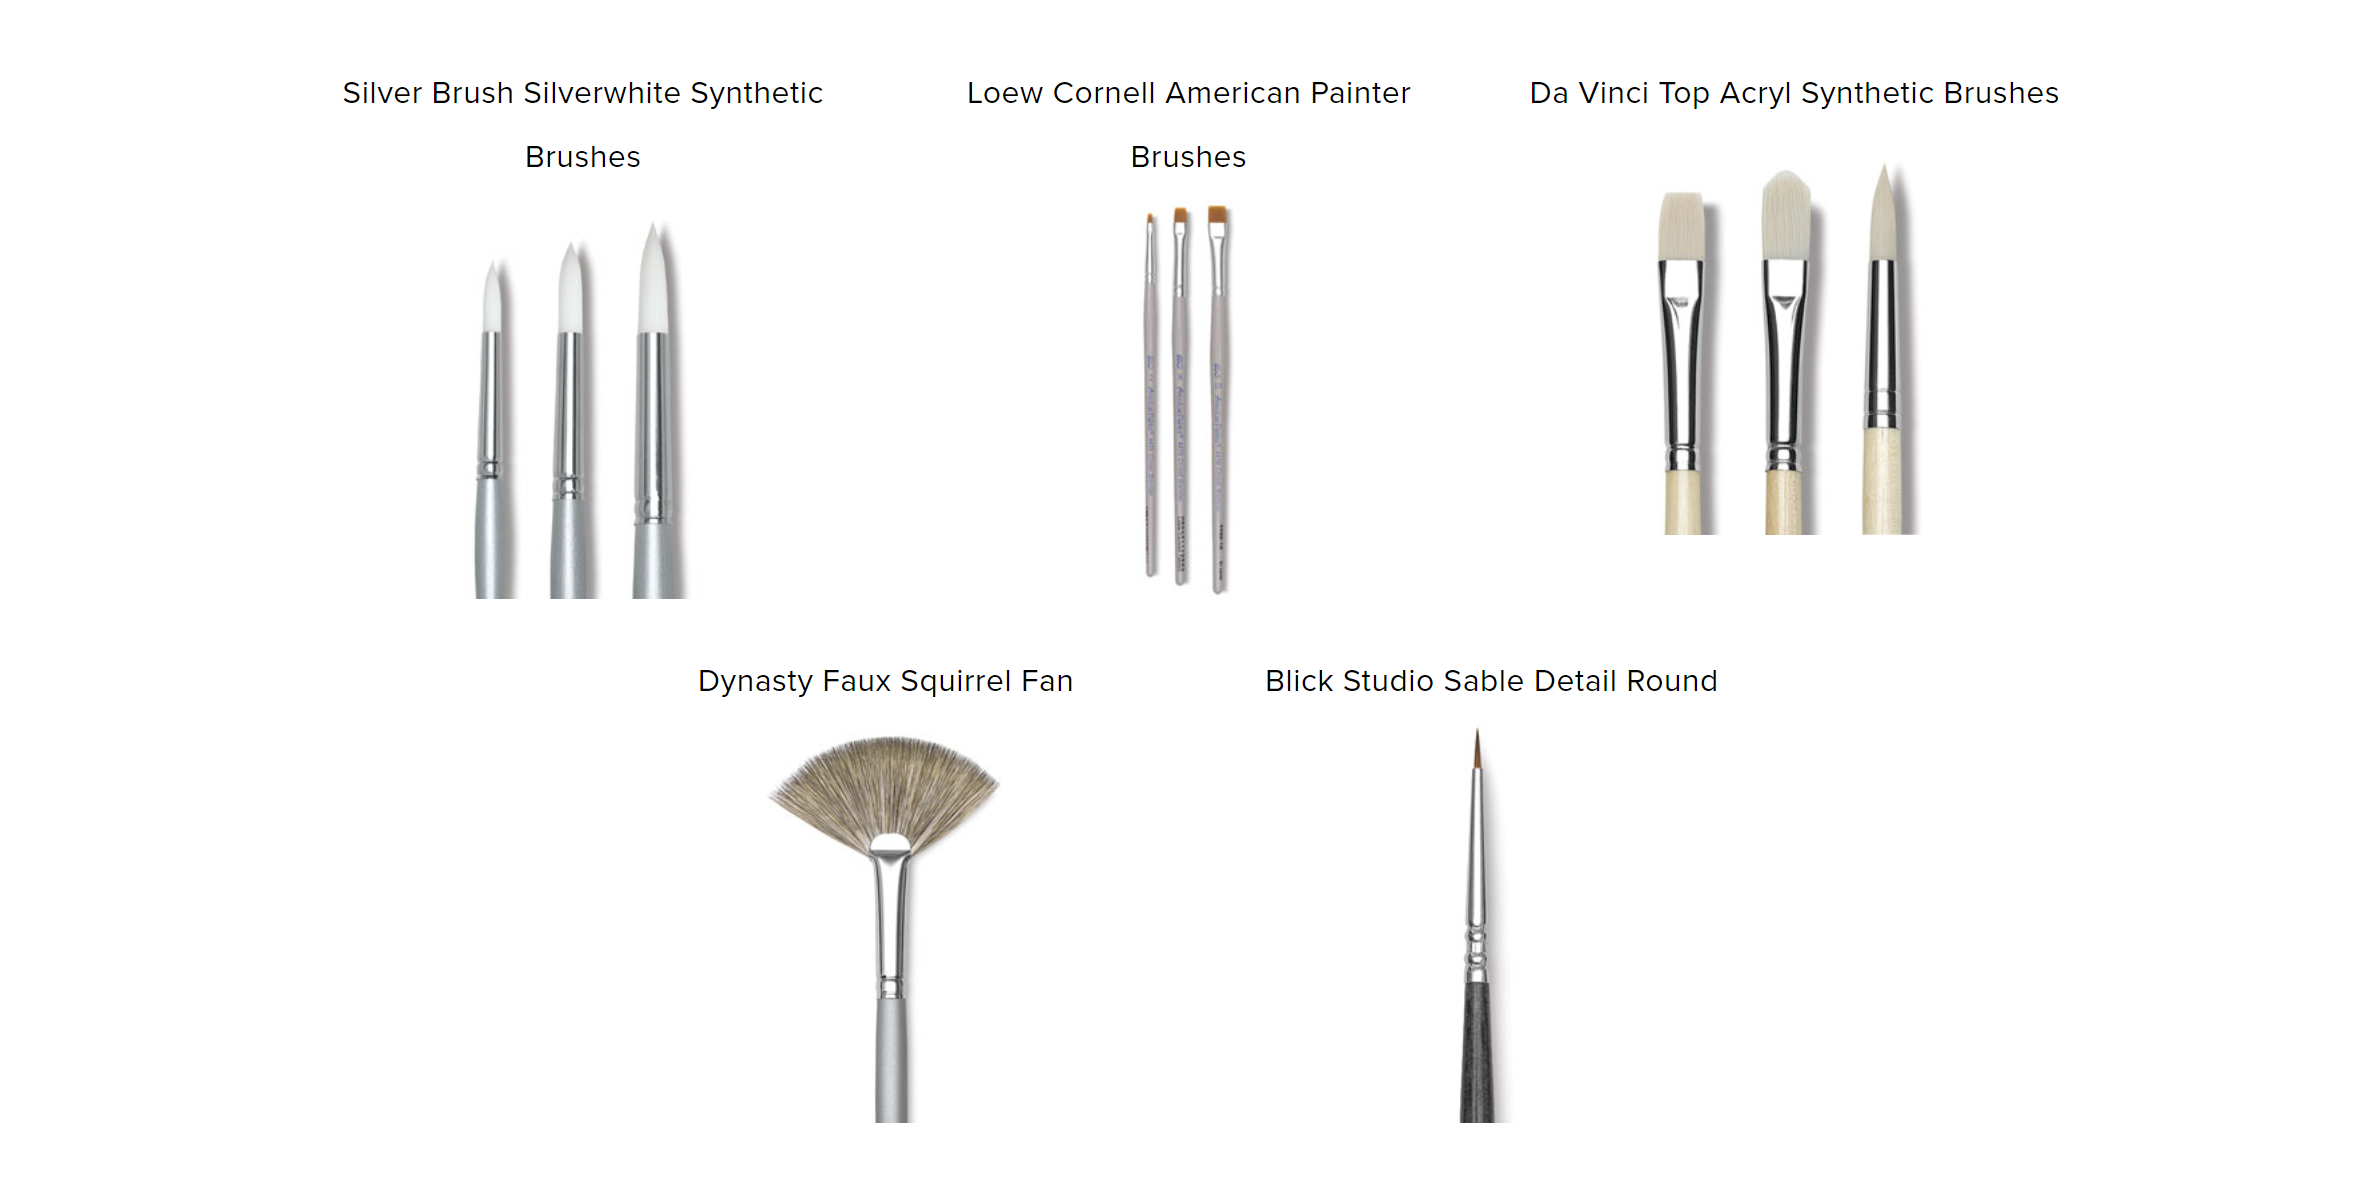 Silver Brush Silverwhite Synthetic
Brushes
Loew Cornell American Painter
Brushes
Da Vinci Top Acryl Synthetic Brushes
Dynasty Faux Squirrel Fan
Blick Studio Sable Detail Round